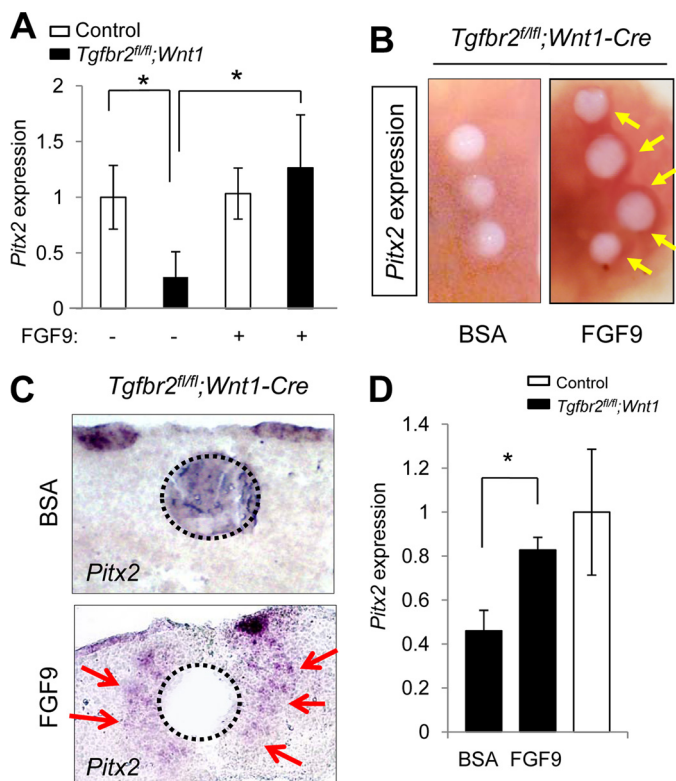 A
Control
Tgfbr2fl/fl;Wnt1
Pitx2 expression
2
1.5
1
0.5
0
*
*
FGF9:
-
-
+
+
B
Tgfbr2f/lfl;Wnt1-Cre
Pitx2 expression
BSA
FGF9
C
Tgfbr2fl/fl;Wnt1-Cre
BSA
Pitx2
FGF9
Pitx2
D
Control
Tgfbr2fl/fl;Wnt1
Pitx2 expression
1.4
1.2
1
0.8
0.6
0.4
0.2
0
*
BSA
FGF9